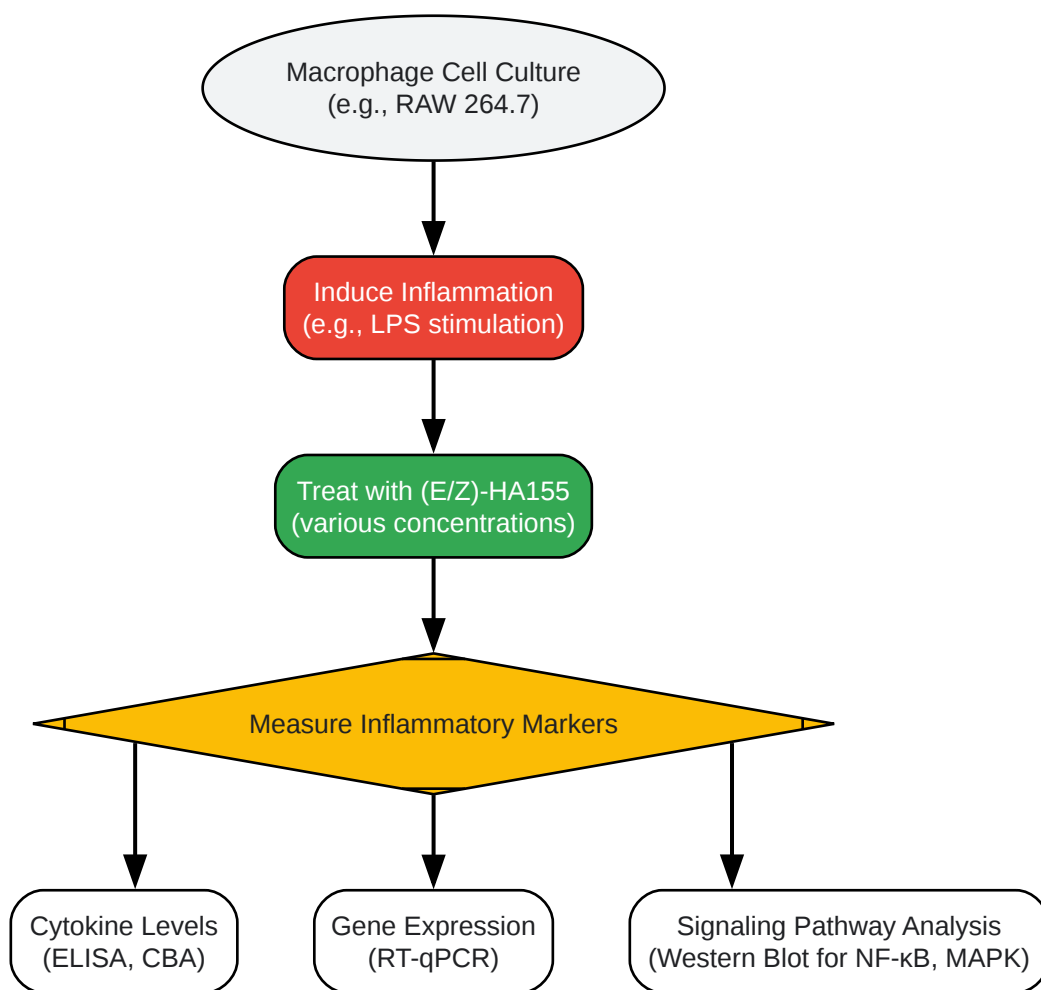 Macrophage Cell Culture
(e.g., RAW 264.7)
Induce Inflammation
(e.g., LPS stimulation)
Treat with (E/Z)-HA155
(various concentrations)
Measure Inflammatory Markers
Cytokine Levels
(ELISA, CBA)
Gene Expression
(RT-qPCR)
Signaling Pathway Analysis
(Western Blot for NF-κB, MAPK)